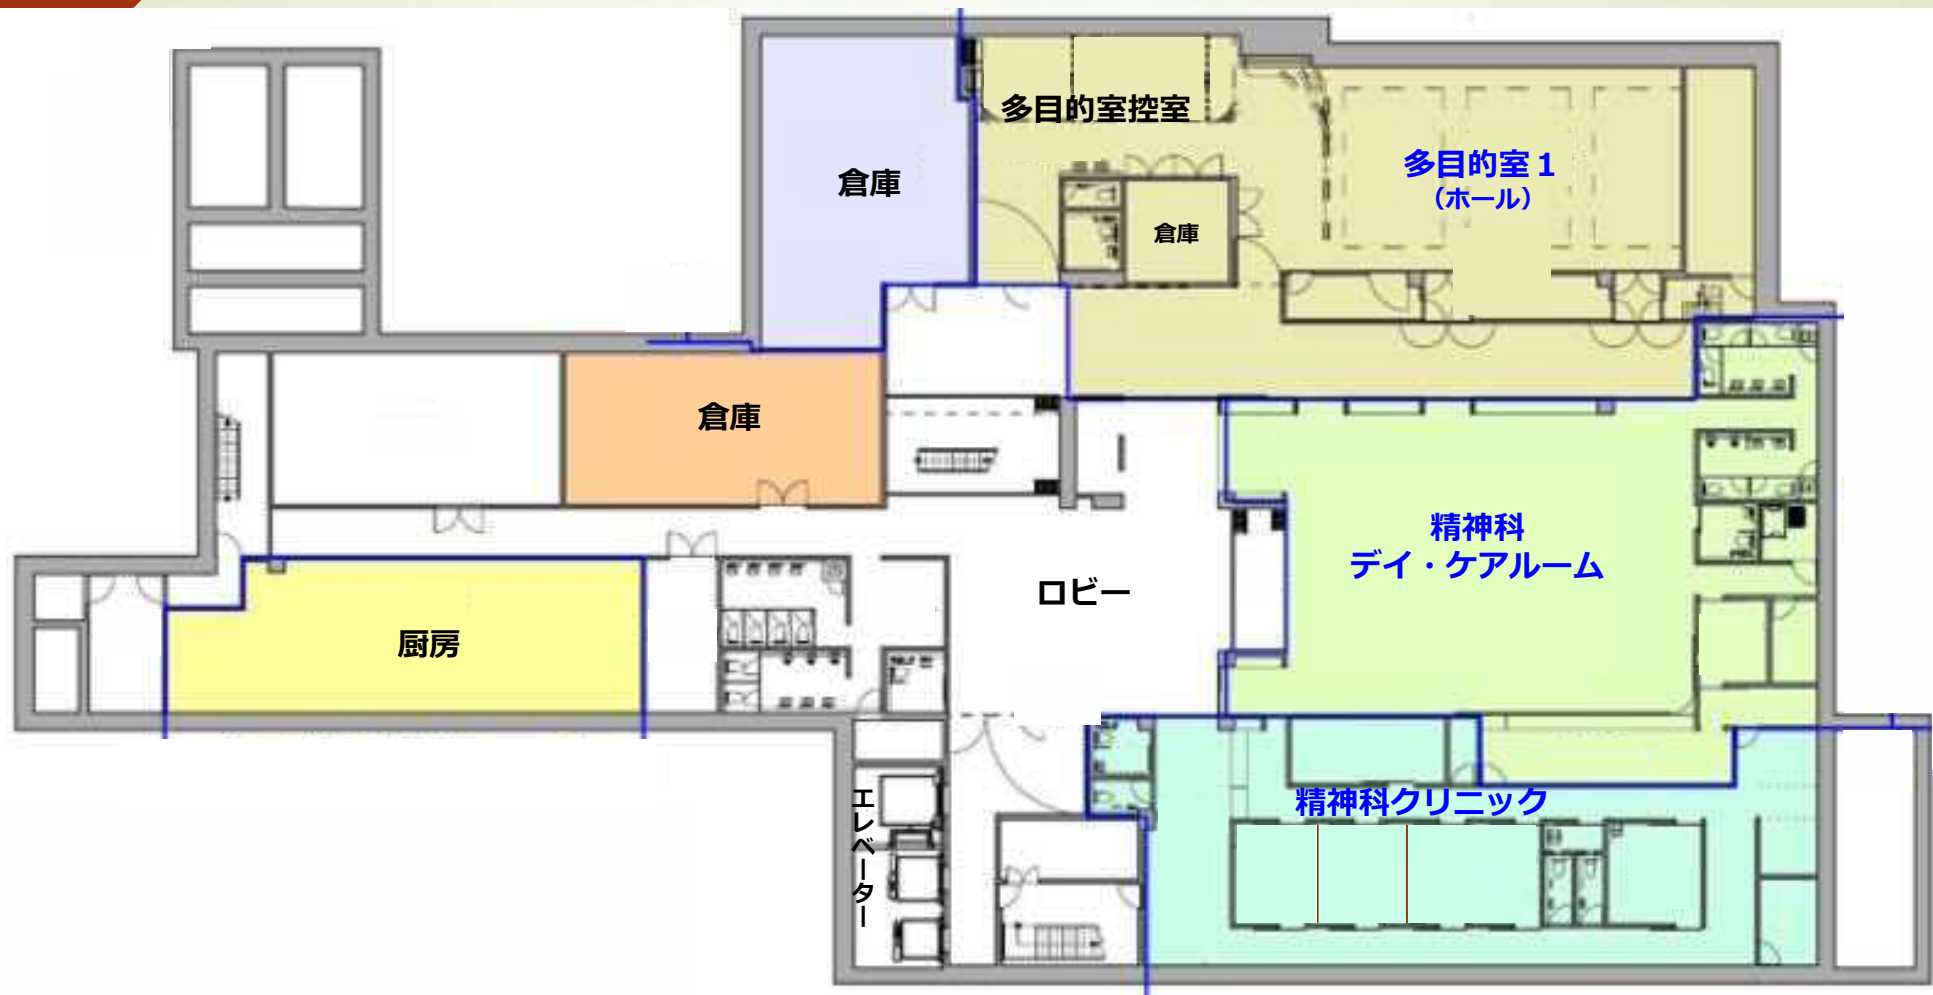 多目的室控室
多目的室１
（ホール）
倉庫
倉庫
倉庫
精神科
デイ・ケアルーム
ロビー
厨房
精神科クリニック
エレベーター